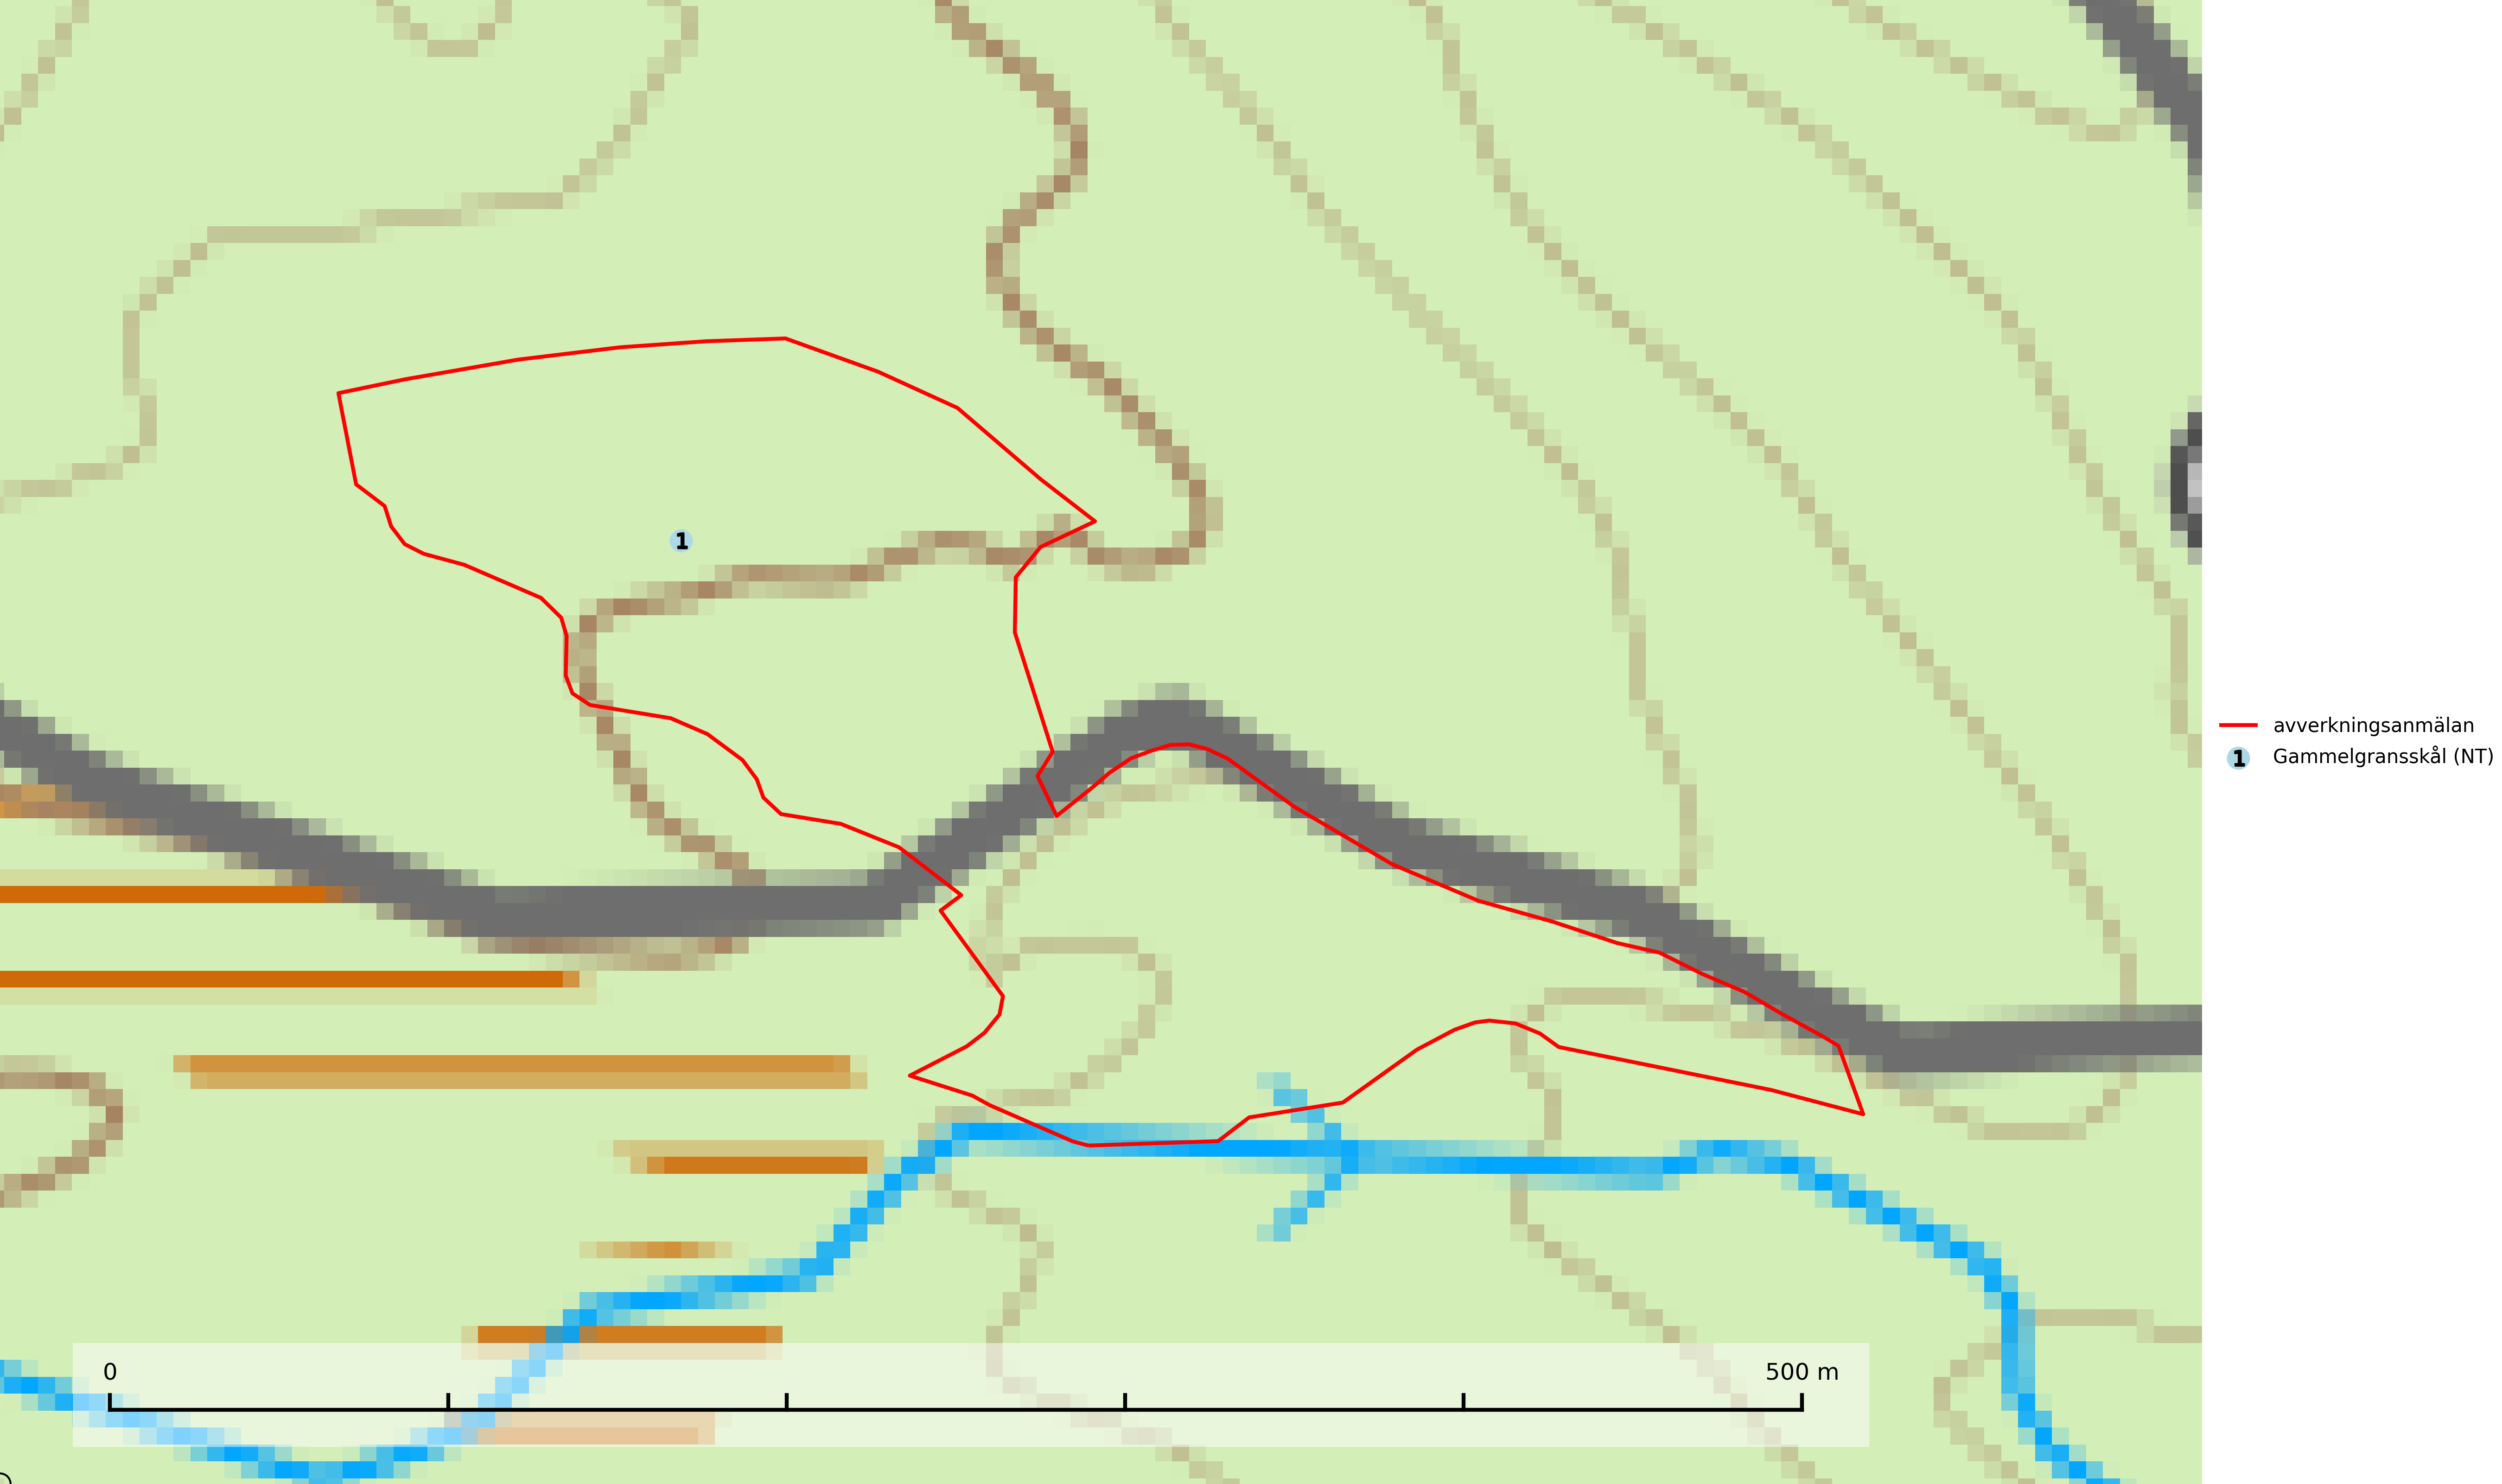 1
avverkningsanmälan
1 Gammelgransskål (NT)
0 500 m